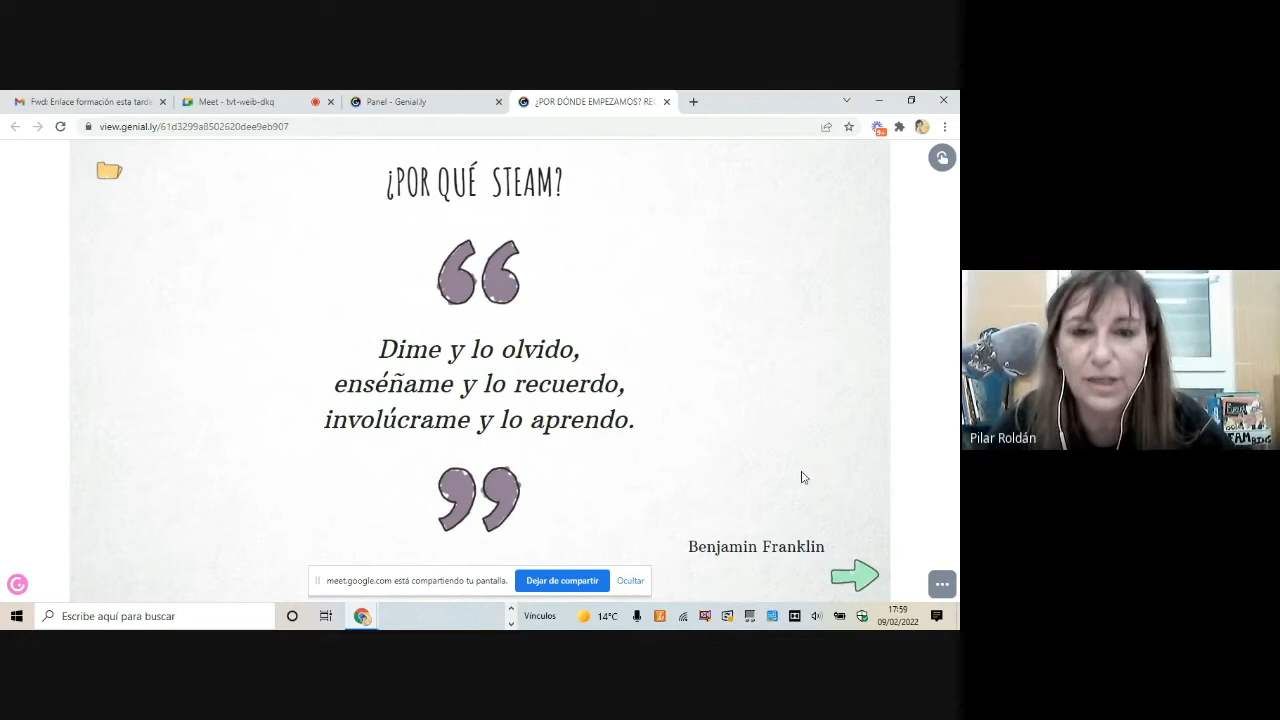 Fwd: Enlace formación esta tarde
Meet - tvt-weib-dkq
Panel - Genial.ly
¿POR DÓNDE EMPEZAMOS? RE
view.genial.ly/61d3299a8502620dee9eb907
¿POR QUÉ STEAM?
Dime y lo olvido,
enséñame y lo recuerdo,
involúcrame y lo aprendo.
Benjamin Franklin
meet.google.com está compartiendo tu pantalla.
Dejar de compartir
Ocultar
Escribe aquí para buscar
Vínculos
14°C
17:59
09/02/2022
Pilar Roldán